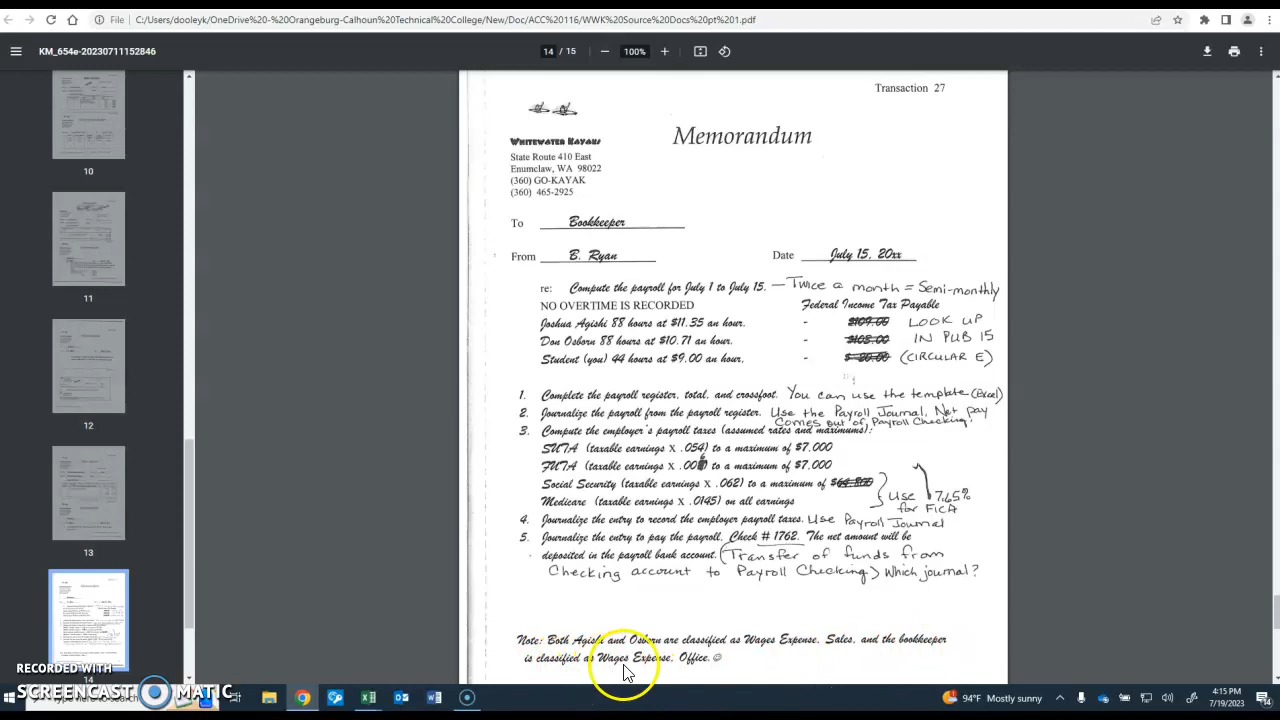 File C:/Users/dooleyk/OneDrive%20-%20Orangeburg-Calhoun%20Technical%20College/New/Doc/ACC%20116/WWK%20Source%20Docs%20pt%201.pdf
KM_654e-20230711152846
14 / 15
100%
10
11
12
13
14
Transaction 27
Memorandum
WHITEWATER KAYAKS
State Route 410 East
Enumclaw, WA 98022
(360) GO-KAYAK
(360) 465-2925
To Bookkeeper
From B. Ryan
Date July 15, 20xx
re: Compute the payroll for July 1 to July 15. — Twice a month = Semi-monthly
NO OVERTIME IS RECORDED Federal Income Tax Payable
Joshua Agishi 88 hours at $11.35 an hour. - $109.00 LOOK UP
Don Osborn 88 hours at $10.71 an hour. - $103.00 IN PUB 15
Student (you) 44 hours at $9.00 an hour. - (CIRCULAR E)
1. Complete the payroll register, total, and crossfoot. You can use the template (Excel)
2. Journalize the payroll from the payroll register. Use the Payroll Journal, Net pay
Comes out of Payroll Checking.
3. Compute the employer's payroll taxes (assumed rates and maximums):
SUTA (taxable earnings X .054) to a maximum of $7,000
FUTA (taxable earnings X .006) to a maximum of $7,000
Social Security (taxable earnings X .062) to a maximum of
Medicare (taxable earnings X .0145) on all earnings
Use 7.65%
for FICA
4. Journalize the entry to record the employer payroll taxes. Use Payroll Journal
5. Journalize the entry to pay the payroll, Check # 1762. The net amount will be
deposited in the payroll bank account. (Transfer of funds from
Checking account to Payroll Checking) Which journal?
Note: Both Agishi and Osborn are classified as Wages Expense, Sales, and the bookkeeper
is classified as Wages Expense, Office. ☺
RECORDED WITH
SCREENCAST MATIC
Type here to search
94°F Mostly sunny
4:15 PM
7/19/2023
14